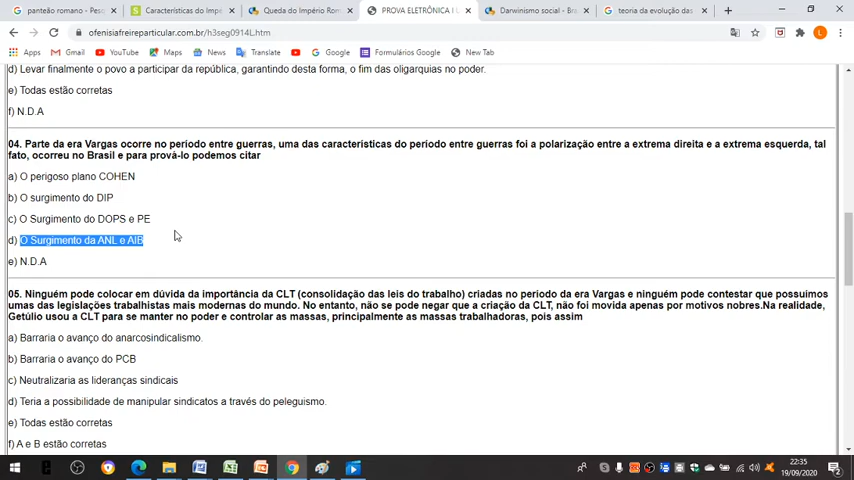 panteão romano - Pesq
Características do Impé
Queda do Império Rom
PROVA ELETRÔNICA I U
Darwinismo social - Bra
teoria da evolução das
ofenisiafreireparticular.com.br/h3seg0914L.htm
Apps
Gmail
YouTube
Maps
News
Translate
Google
Formulários Google
New Tab
d) Levar finalmente o povo a participar da república, garantindo desta forma, o fim das oligarquias no poder.
e) Todas estão corretas
f) N.D.A
04. Parte da era Vargas ocorre no período entre guerras, uma das características do período entre guerras foi a polarização entre a extrema direita e a extrema esquerda, tal
fato, ocorreu no Brasil e para prová-lo podemos citar
a) O perigoso plano COHEN
b) O surgimento do DIP
c) O Surgimento do DOPS e PE
d) O Surgimento da ANL e AIB
e) N.D.A
05. Ninguém pode colocar em dúvida da importância da CLT (consolidação das leis do trabalho) criadas no período da era Vargas e ninguém pode contestar que possuimos
umas das legislações trabalhistas mais modernas do mundo. No entanto, não se pode negar que a criação da CLT, não foi movida apenas por motivos nobres.Na realidade,
Getúlio usou a CLT para se manter no poder e controlar as massas, principalmente as massas trabalhadoras, pois assim
a) Barraria o avanço do anarcosindicalismo.
b) Barraria o avanço do PCB
c) Neutralizaria as lideranças sindicais
d) Teria a possibilidade de manipular sindicatos a través do peleguismo.
e) Todas estão corretas
f) A e B estão corretas
22:35
19/09/2020